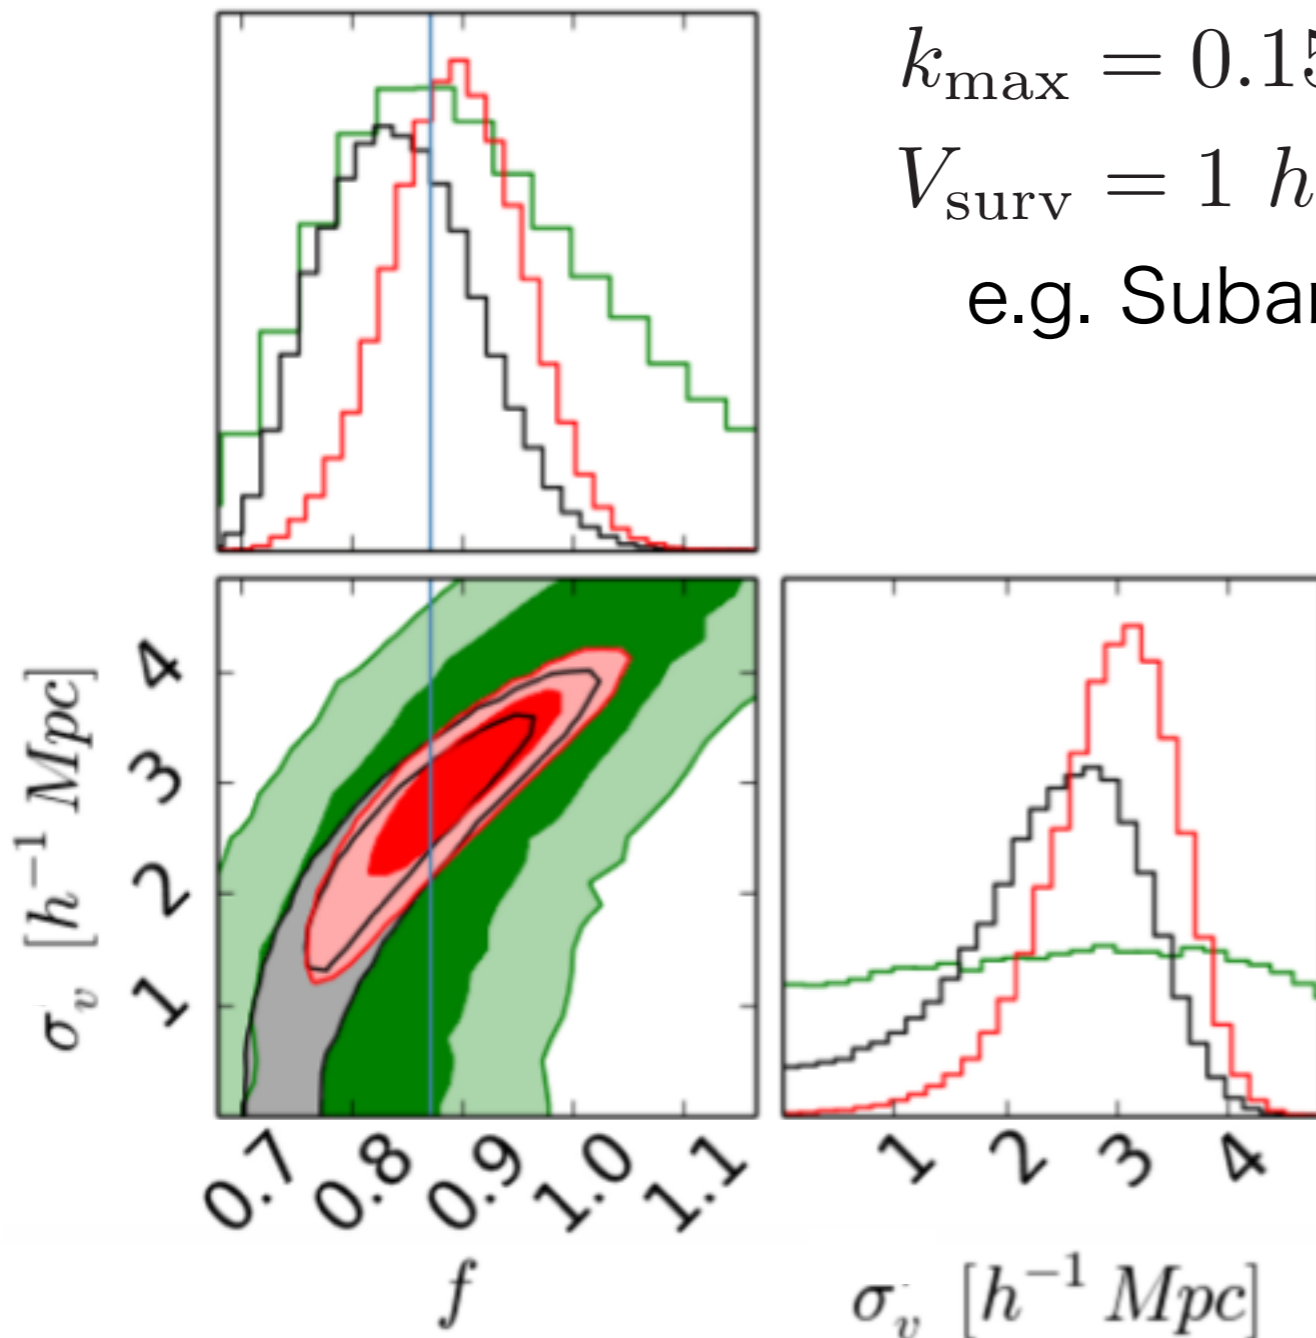 k_max = 0.15
V_surv = 1 h
e.g. Subar
σ_v [h⁻¹ Mpc]
4
3
2
1
0.7 0.8 0.9 1.0 1.1
f
1 2 3 4
σ_v [h⁻¹ Mpc]